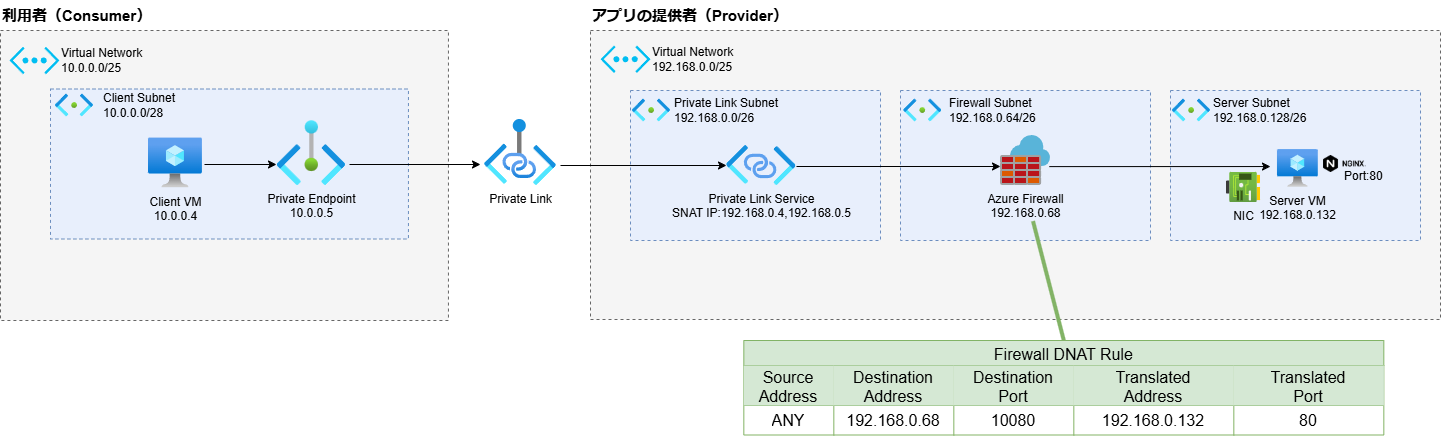 利用者（Consumer）
Virtual Network
10.0.0.0/25
Client Subnet
10.0.0.0/28
Client VM
10.0.0.4
Private Endpoint
10.0.0.5
Private Link
アプリの提供者（Provider）
Virtual Network
192.168.0.0/25
Private Link Subnet
192.168.0.0/26
Private Link Service
SNAT IP:192.168.0.4,192.168.0.5
Firewall Subnet
192.168.0.64/26
Azure Firewall
192.168.0.68
Server Subnet
192.168.0.128/26
NGINX
Port:80
NIC
Server VM
192.168.0.132
Firewall DNAT Rule
Source Address
Destination Address
Destination Port
Translated Address
Translated Port
ANY
192.168.0.68
10080
192.168.0.132
80